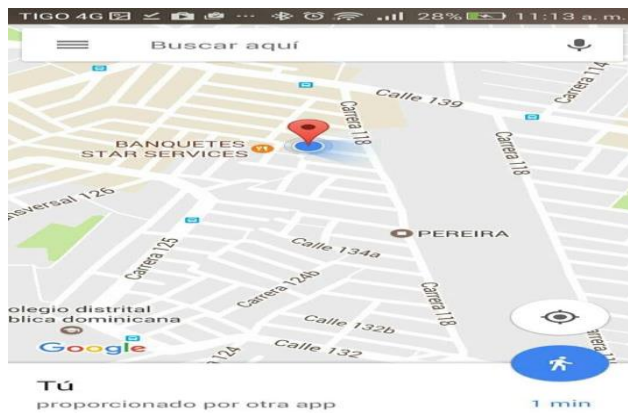 TIGO 4G ... 28% 11:13 a. m.
Buscar aquí
Calle 139
Carrera 114
Carrera 118
BANQUETES
STAR SERVICES
nsversal 126
PEREIRA
Carrera 125
Calle 134a
Carrera 124b
Carrera 118
olegio distrital
blica dominicana
Calle 132b
Google
124
Calle 132
118a
Tú
proporcionado por otra app
1 min